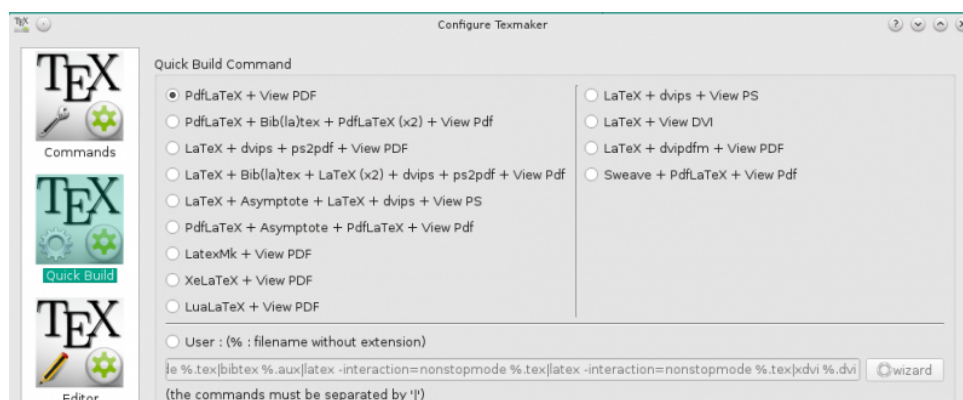 Configure Texmaker
TEX
Commands
TEX
Quick Build
TEX
Editor
Quick Build Command
PdfLaTeX + View PDF
PdfLaTeX + Bib(la)tex + PdfLaTeX (x2) + View Pdf
LaTeX + dvips + ps2pdf + View PDF
LaTeX + Bib(la)tex + LaTeX (x2) + dvips + ps2pdf + View Pdf
LaTeX + Asymptote + LaTeX + dvips + View PS
PdfLaTeX + Asymptote + PdfLaTeX + View Pdf
LatexMk + View PDF
XeLaTeX + View PDF
LuaLaTeX + View PDF
LaTeX + dvips + View PS
LaTeX + View DVI
LaTeX + dvipdfm + View PDF
Sweave + PdfLaTeX + View Pdf
User : (% : filename without extension)
de %.tex|bibtex %.aux|latex -interaction=nonstopmode %.tex|latex -interaction=nonstopmode %.tex|xdvi %.dvi
wizard
(the commands must be separated by '|')